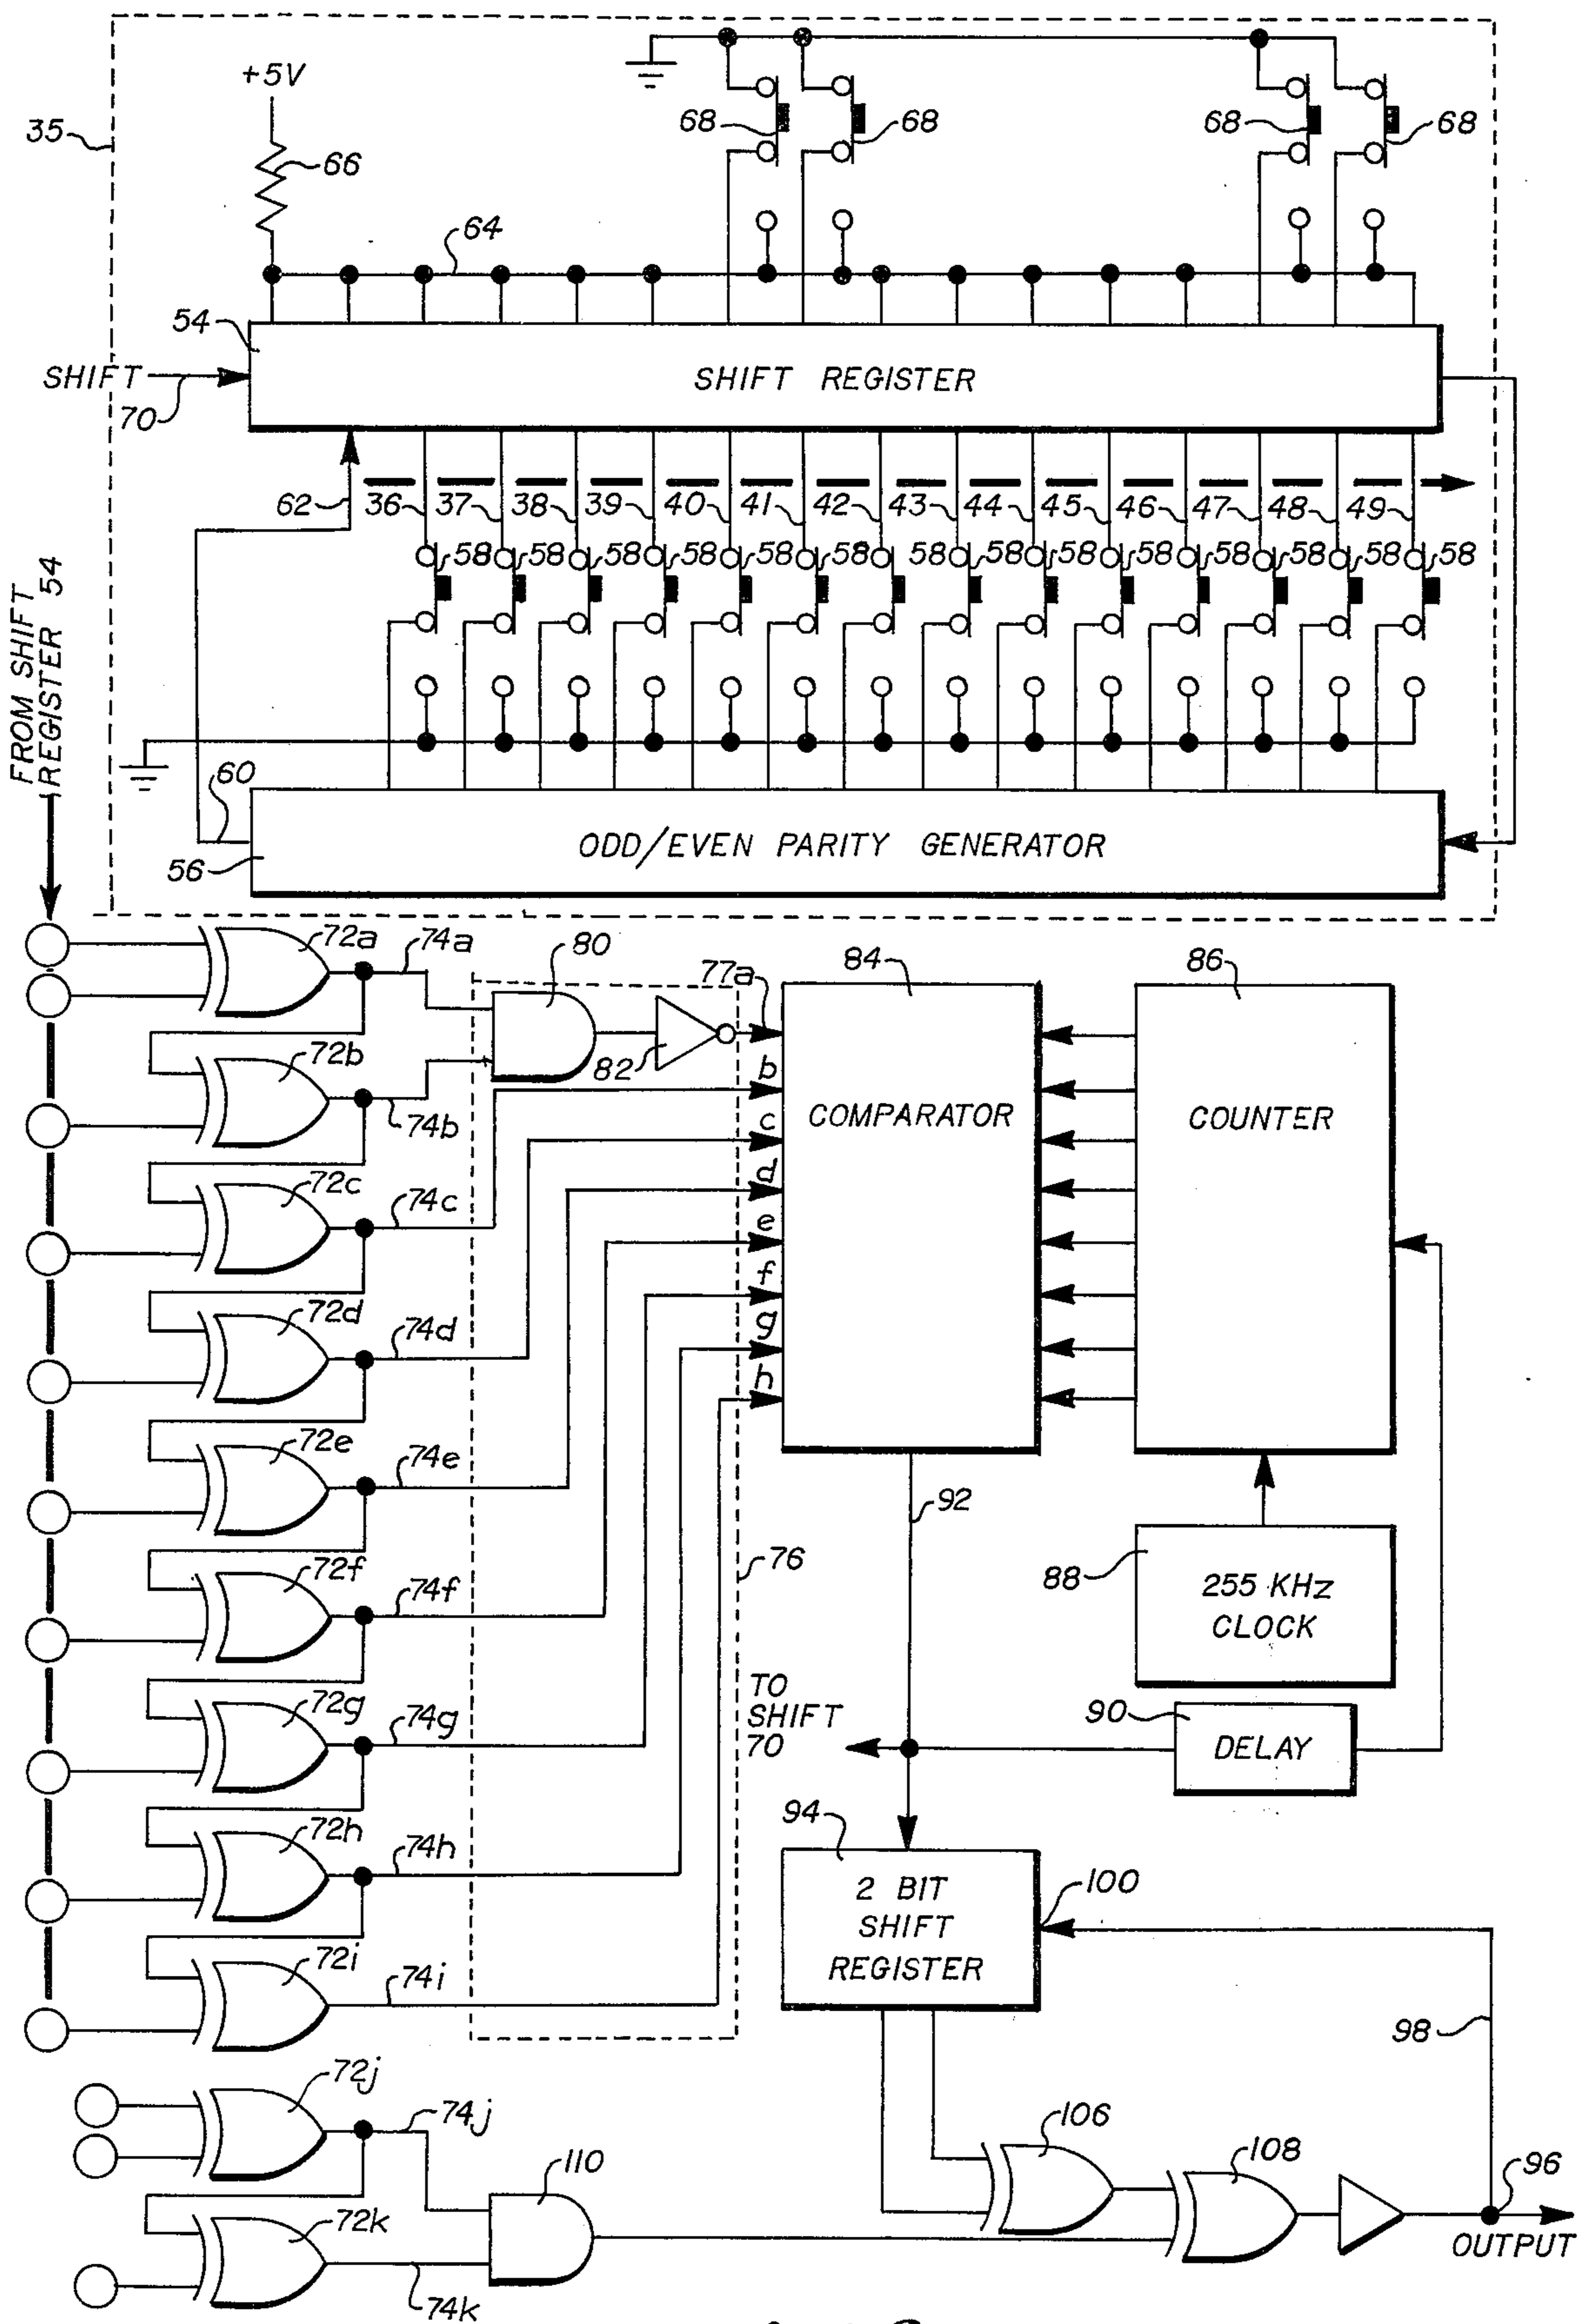 +5V
35
66
68
68
68
68
64
54
SHIFT
70
SHIFT REGISTER
62
36
37
38
39
40
41
42
43
44
45
46
47
48
49
58
58
58
58
58
58
58
58
58
58
58
58
58
58
FROM SHIFT
REGISTER 54
60
ODD/EVEN PARITY GENERATOR
56
72a
74a
80
77a
84
86
82
72b
74b
b
COMPARATOR
COUNTER
c
72c
74c
d
e
72d
74d
f
g
h
72e
74e
92
76
72f
74f
88
255 KHz
CLOCK
72g
74g
TO
SHIFT
70
90
DELAY
94
72h
74h
2 BIT
SHIFT
REGISTER
100
72i
74i
98
72j
74j
110
106
108
96
OUTPUT
72k
74k